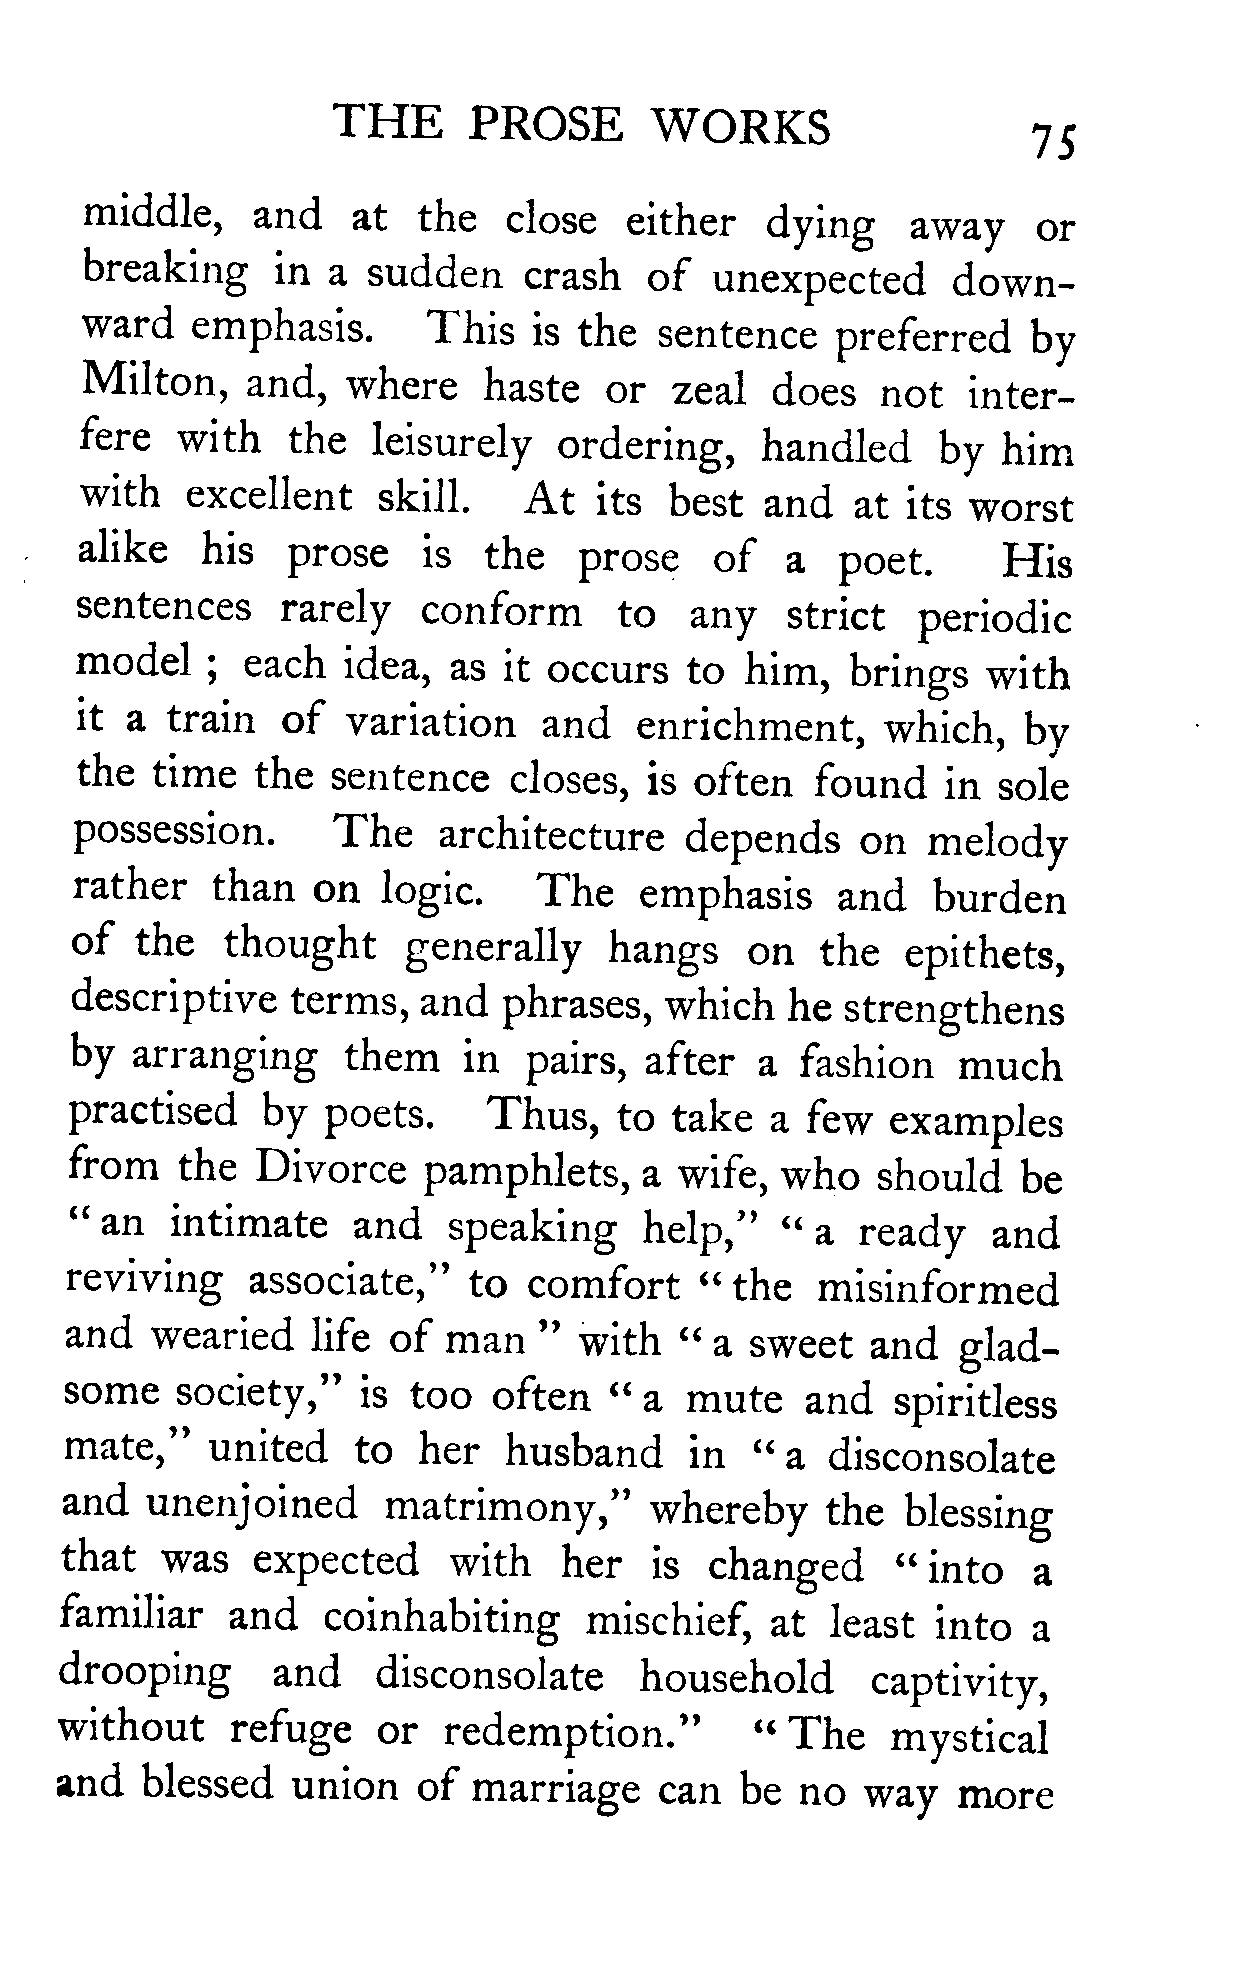 THE PROSE WORKS 75
middle, and at the close either dying away or
breaking in a sudden crash of unexpected down-
ward emphasis. This is the sentence preferred by
Milton, and, where haste or zeal does not inter-
fere with the leisurely ordering, handled by him
with excellent skill. At its best and at its worst
alike his prose is the prose of a poet. His
sentences rarely conform to any strict periodic
model ; each idea, as it occurs to him, brings with
it a train of variation and enrichment, which, by
the time the sentence closes, is often found in sole
possession. The architecture depends on melody
rather than on logic. The emphasis and burden
of the thought generally hangs on the epithets,
descriptive terms, and phrases, which he strengthens
by arranging them in pairs, after a fashion much
practised by poets. Thus, to take a few examples
from the Divorce pamphlets, a wife, who should be
“ an intimate and speaking help,” “ a ready and
reviving associate,” to comfort “ the misinformed
and wearied life of man ” with “ a sweet and glad-
some society,” is too often “ a mute and spiritless
mate,” united to her husband in “ a disconsolate
and unenjoined matrimony,” whereby the blessing
that was expected with her is changed “ into a
familiar and coinhabiting mischief, at least into a
drooping and disconsolate household captivity,
without refuge or redemption.” “ The mystical
and blessed union of marriage can be no way more